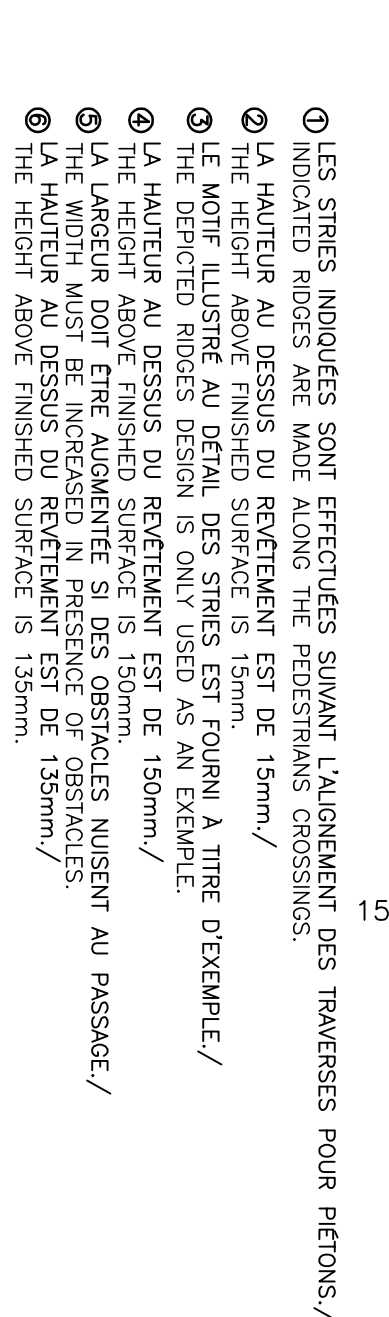 15
① LES STRIES INDIQUÉES SONT EFFECTUÉES SUIVANT L'ALIGNEMENT DES TRAVERSES POUR PIÉTONS./
INDICATED RIDGES ARE MADE ALONG THE PEDESTRIANS CROSSINGS.
② LA HAUTEUR AU DESSUS DU REVÊTEMENT EST DE 15mm./
THE HEIGHT ABOVE FINISHED SURFACE IS 15mm.
③ LE MOTIF ILLUSTRÉ AU DÉTAIL DES STRIES EST FOURNI À TITRE D'EXEMPLE./
THE DEPICTED RIDGES DESIGN IS ONLY USED AS AN EXEMPLE.
④ LA HAUTEUR AU DESSUS DU REVÊTEMENT EST DE 150mm./
THE HEIGHT ABOVE FINISHED SURFACE IS 150mm.
⑤ LA LARGEUR DOIT ÊTRE AUGMENTÉE SI DES OBSTACLES NUISENT AU PASSAGE./
THE WIDTH MUST BE INCREASED IN PRESENCE OF OBSTACLES.
⑥ LA HAUTEUR AU DESSUS DU REVÊTEMENT EST DE 135mm./
THE HEIGHT ABOVE FINISHED SURFACE IS 135mm.